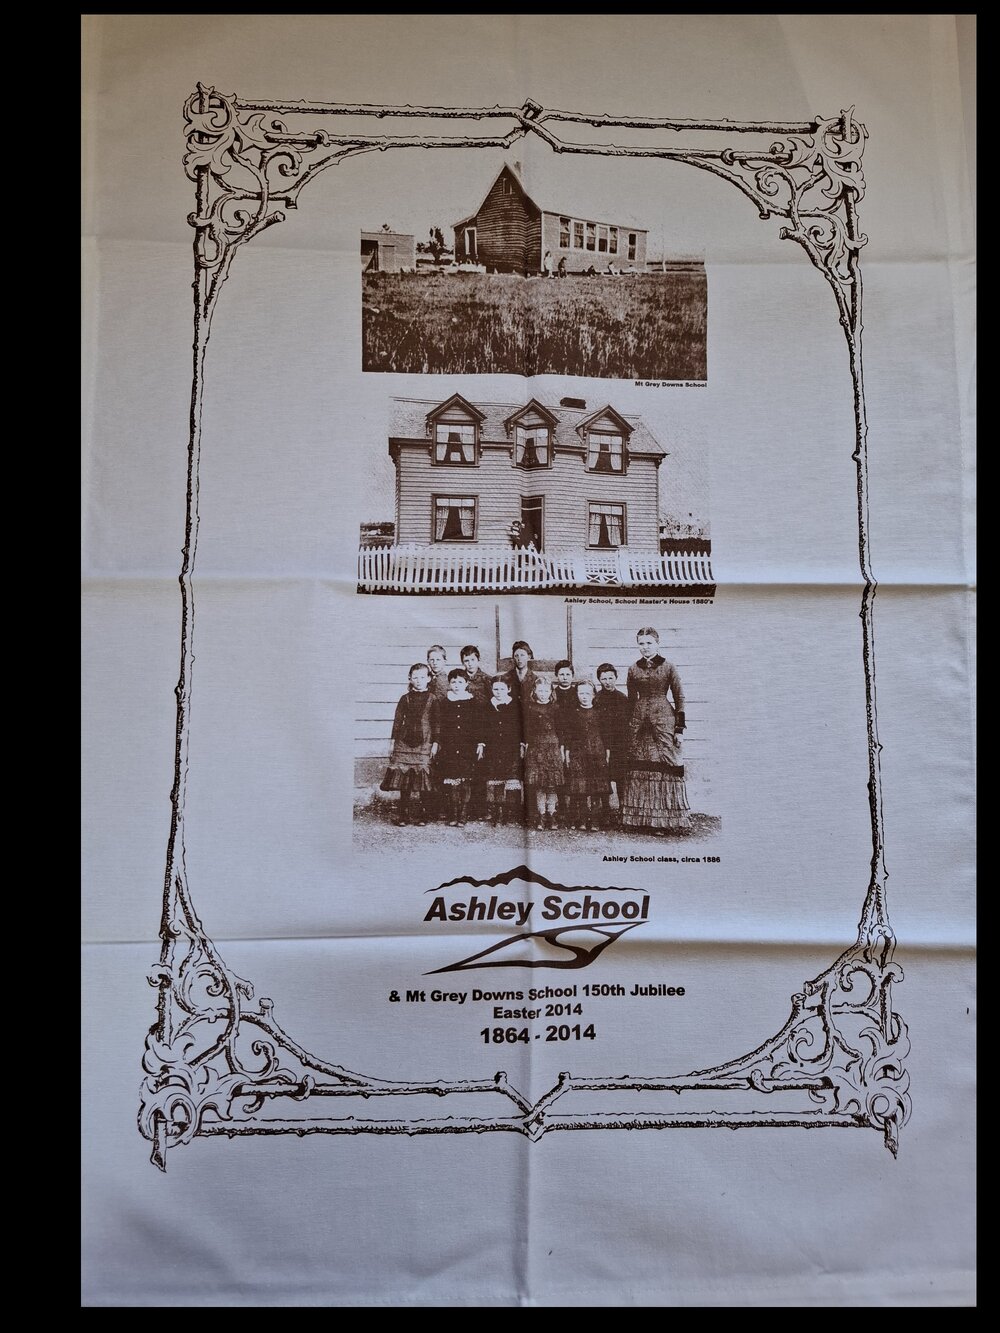 Mt Grey Downs School
Ashley School, School Master's House 1880's
Ashley School class, circa 1886
Ashley School
& Mt Grey Downs School 150th Jubilee
Easter 2014
1864 - 2014